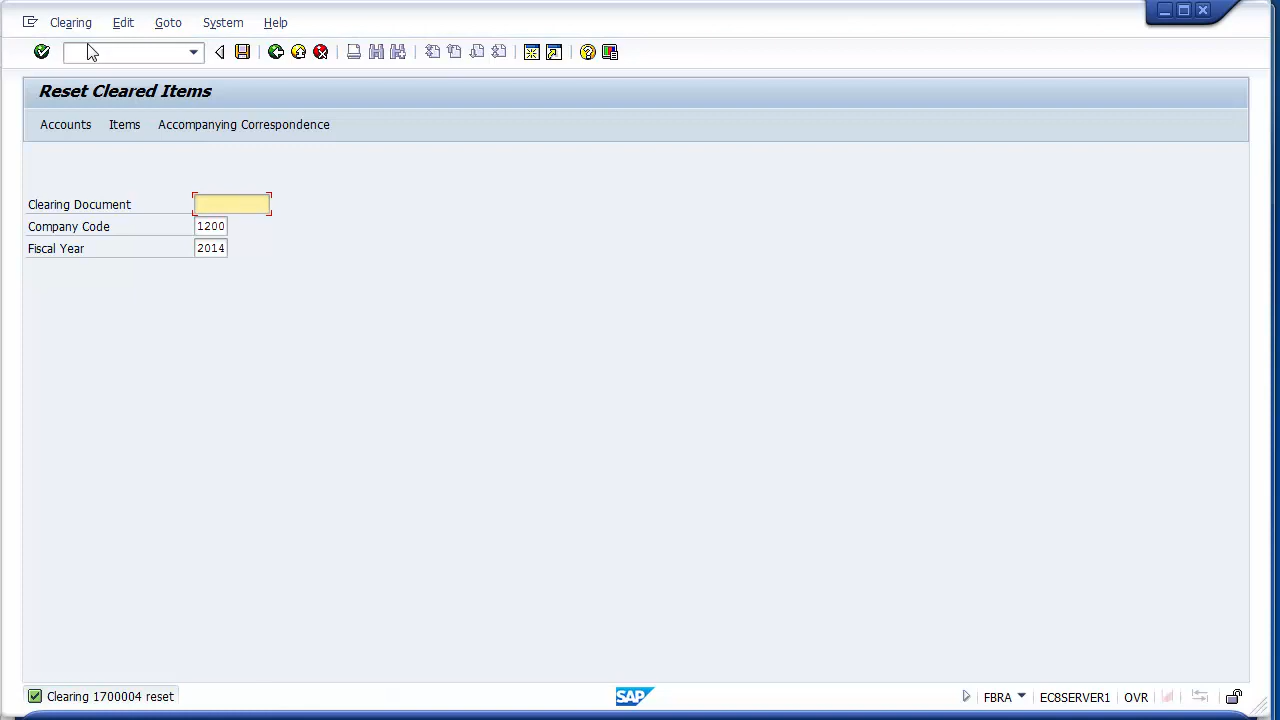 Clearing Edit Goto System Help
Reset Cleared Items
Accounts Items Accompanying Correspondence
Clearing Document
Company Code 1200
Fiscal Year 2014
Clearing 1700004 reset SAP FBRA EC8SERVER1 OVR